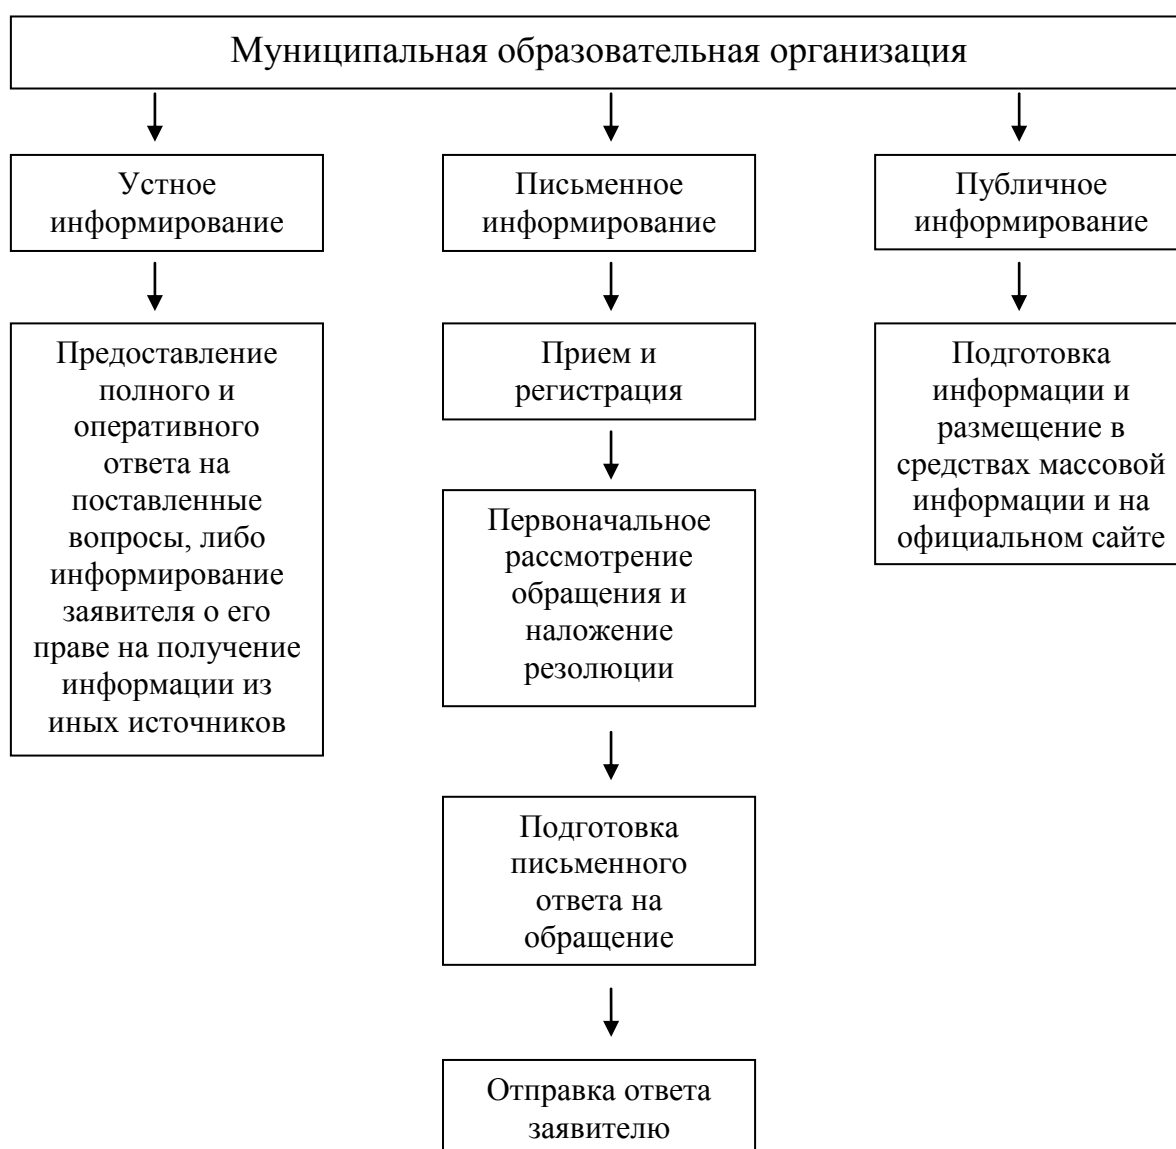 Муниципальная образовательная организация
Устное
информирование
Письменное
информирование
Публичное
информирование
Предоставление
полного и
оперативного
ответа на
поставленные
вопросы, либо
информирование
заявителя о его
праве на получение
информации из
иных источников
Прием и
регистрация
Первоначальное
рассмотрение
обращения и
наложение
резолюции
Подготовка
письменного
ответа на
обращение
Отправка ответа
заявителю
Подготовка
информации и
размещение в
средствах массовой
информации и на
официальном сайте